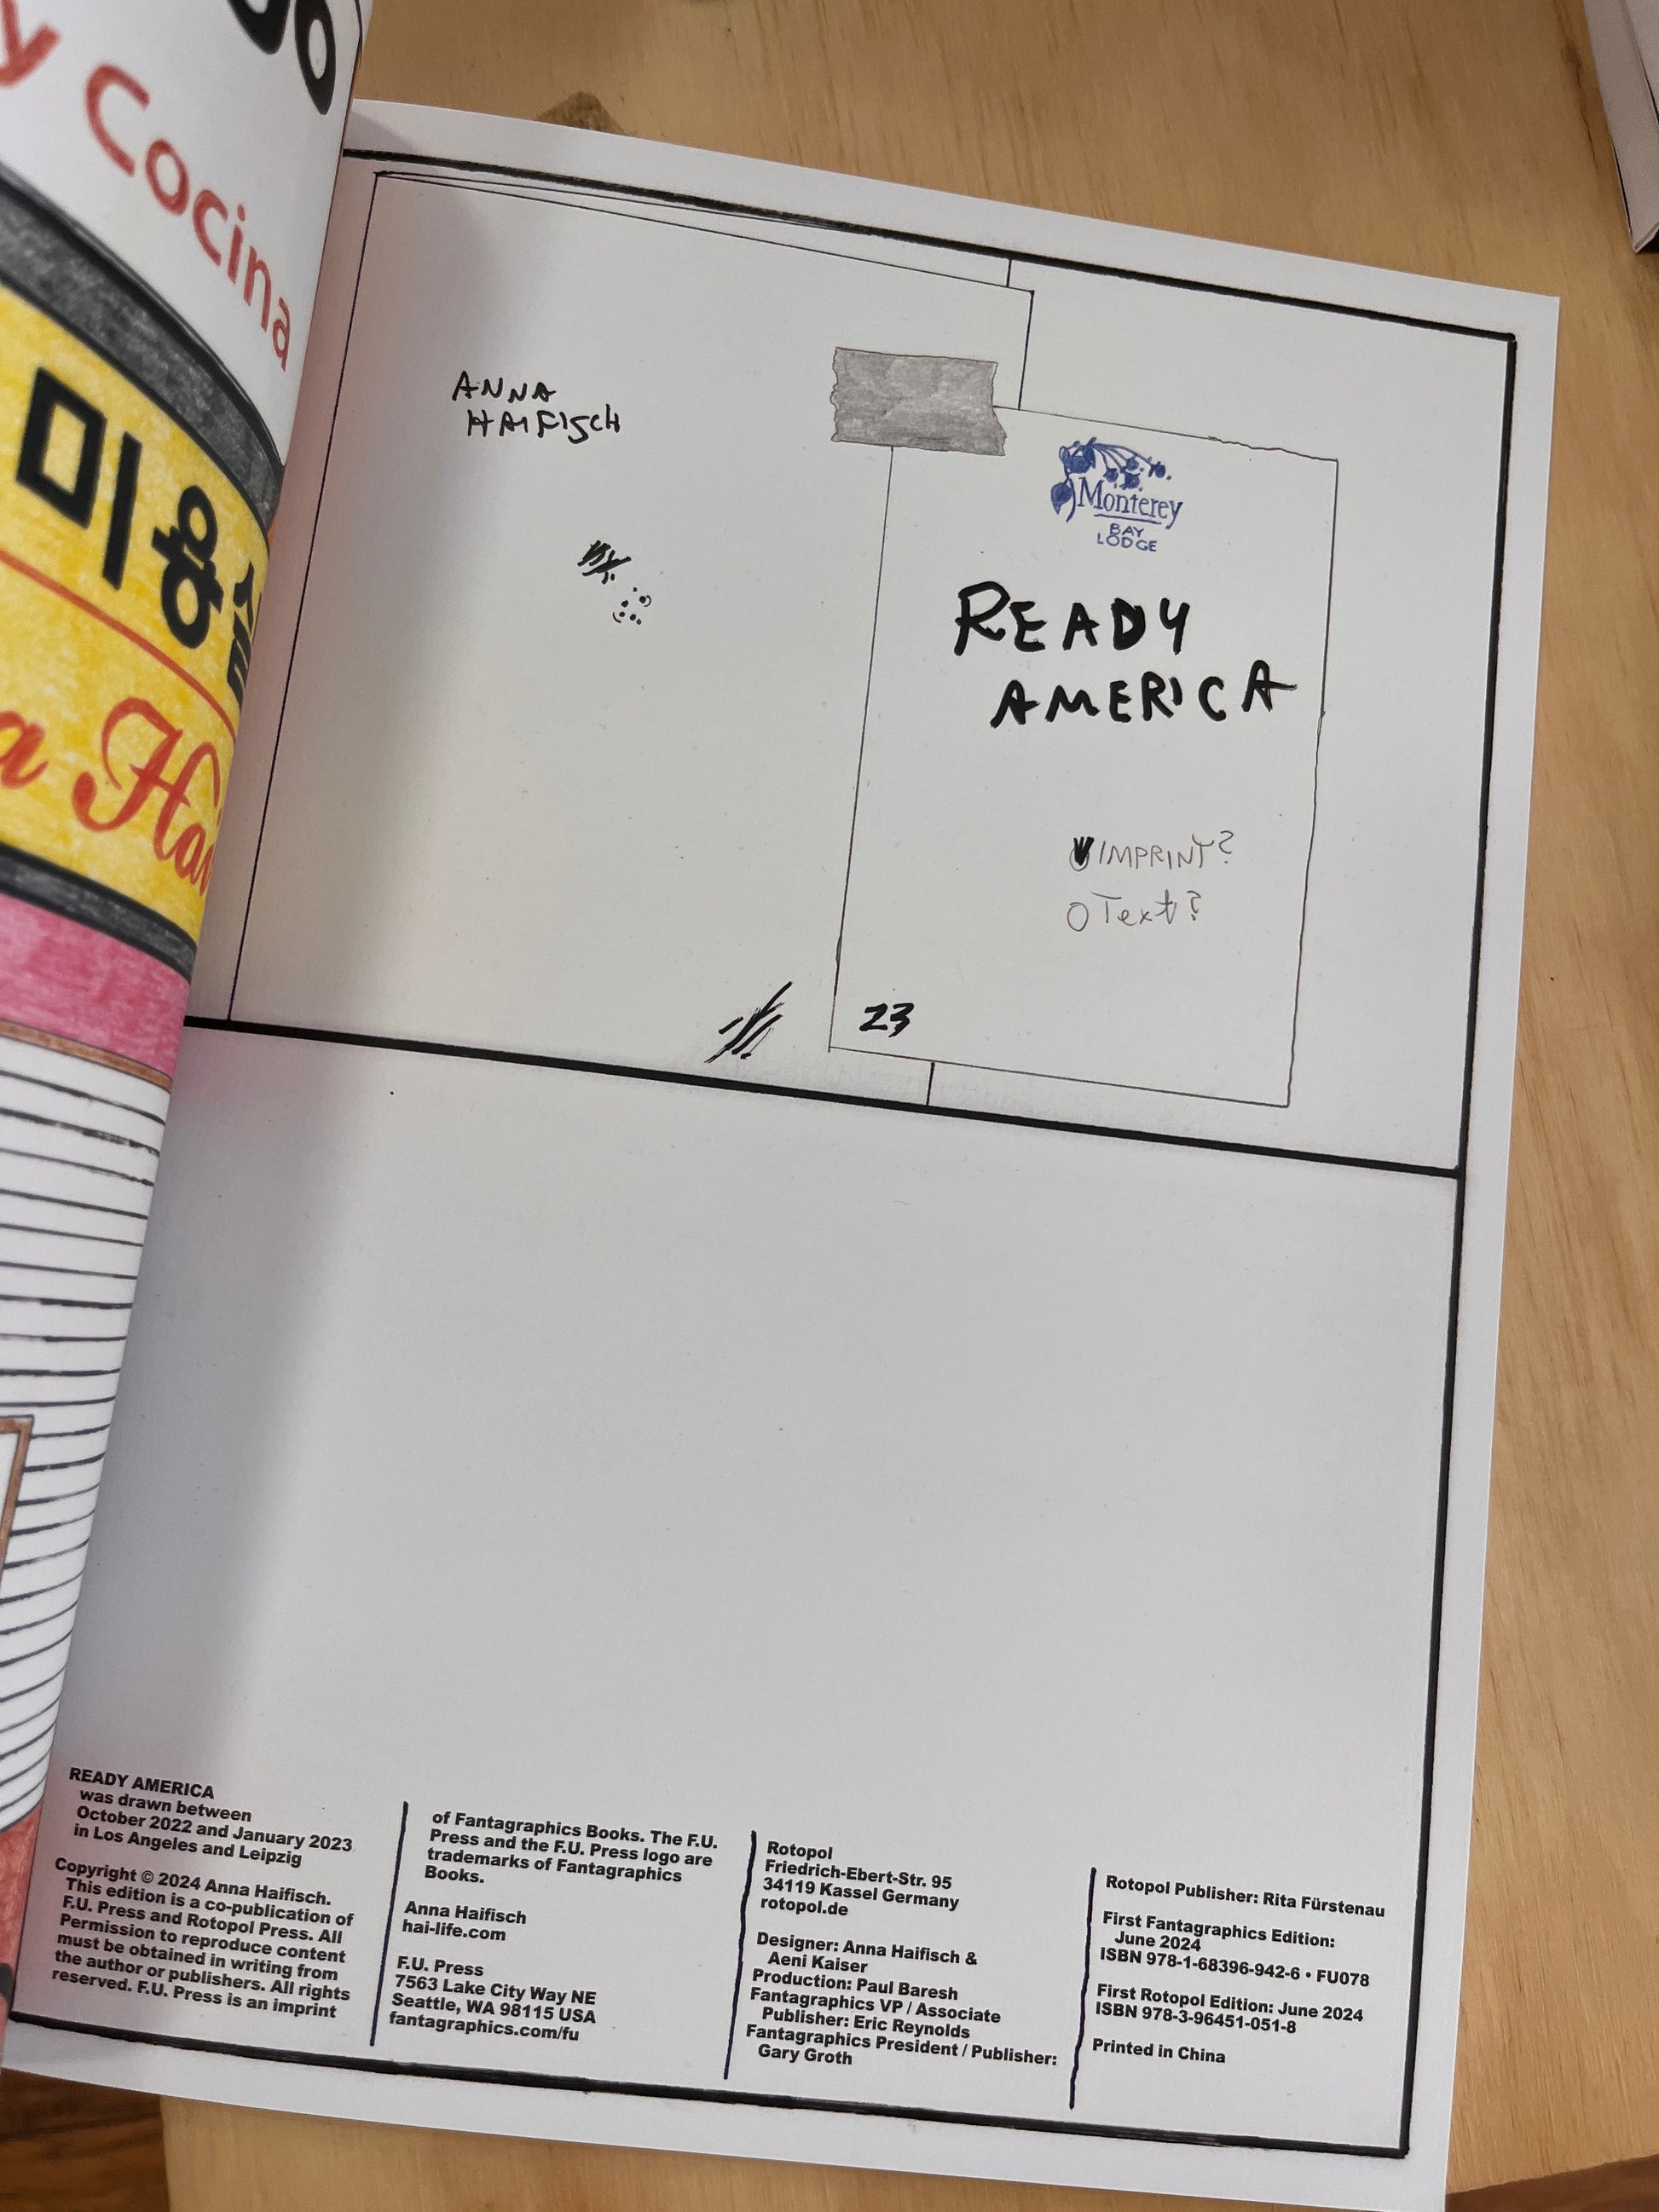 y Cocina
미용실
a Hai
ANNA
HAIFISCH
Monterey
BAY
LODGE
READY
AMERICA
IMPRINT?
Text?
23
READY AMERICA
was drawn between
October 2022 and January 2023
in Los Angeles and Leipzig
Copyright © 2024 Anna Haifisch.
This edition is a co-publication of
F.U. Press and Rotopol Press. All
Permission to reproduce content
must be obtained in writing from
the author or publishers. All rights
reserved. F.U. Press is an imprint
of Fantagraphics Books. The F.U.
Press and the F.U. Press logo are
trademarks of Fantagraphics
Books.
Anna Haifisch
hai-life.com
F.U. Press
7563 Lake City Way NE
Seattle, WA 98115 USA
fantagraphics.com/fu
Rotopol
Friedrich-Ebert-Str. 95
34119 Kassel Germany
rotopol.de
Designer: Anna Haifisch &
Aeni Kaiser
Production: Paul Baresh
Fantagraphics VP / Associate
Publisher: Eric Reynolds
Fantagraphics President / Publisher:
Gary Groth
Rotopol Publisher: Rita Fürstenau
First Fantagraphics Edition:
June 2024
ISBN 978-1-68396-942-6 • FU078
First Rotopol Edition: June 2024
ISBN 978-3-96451-051-8
Printed in China